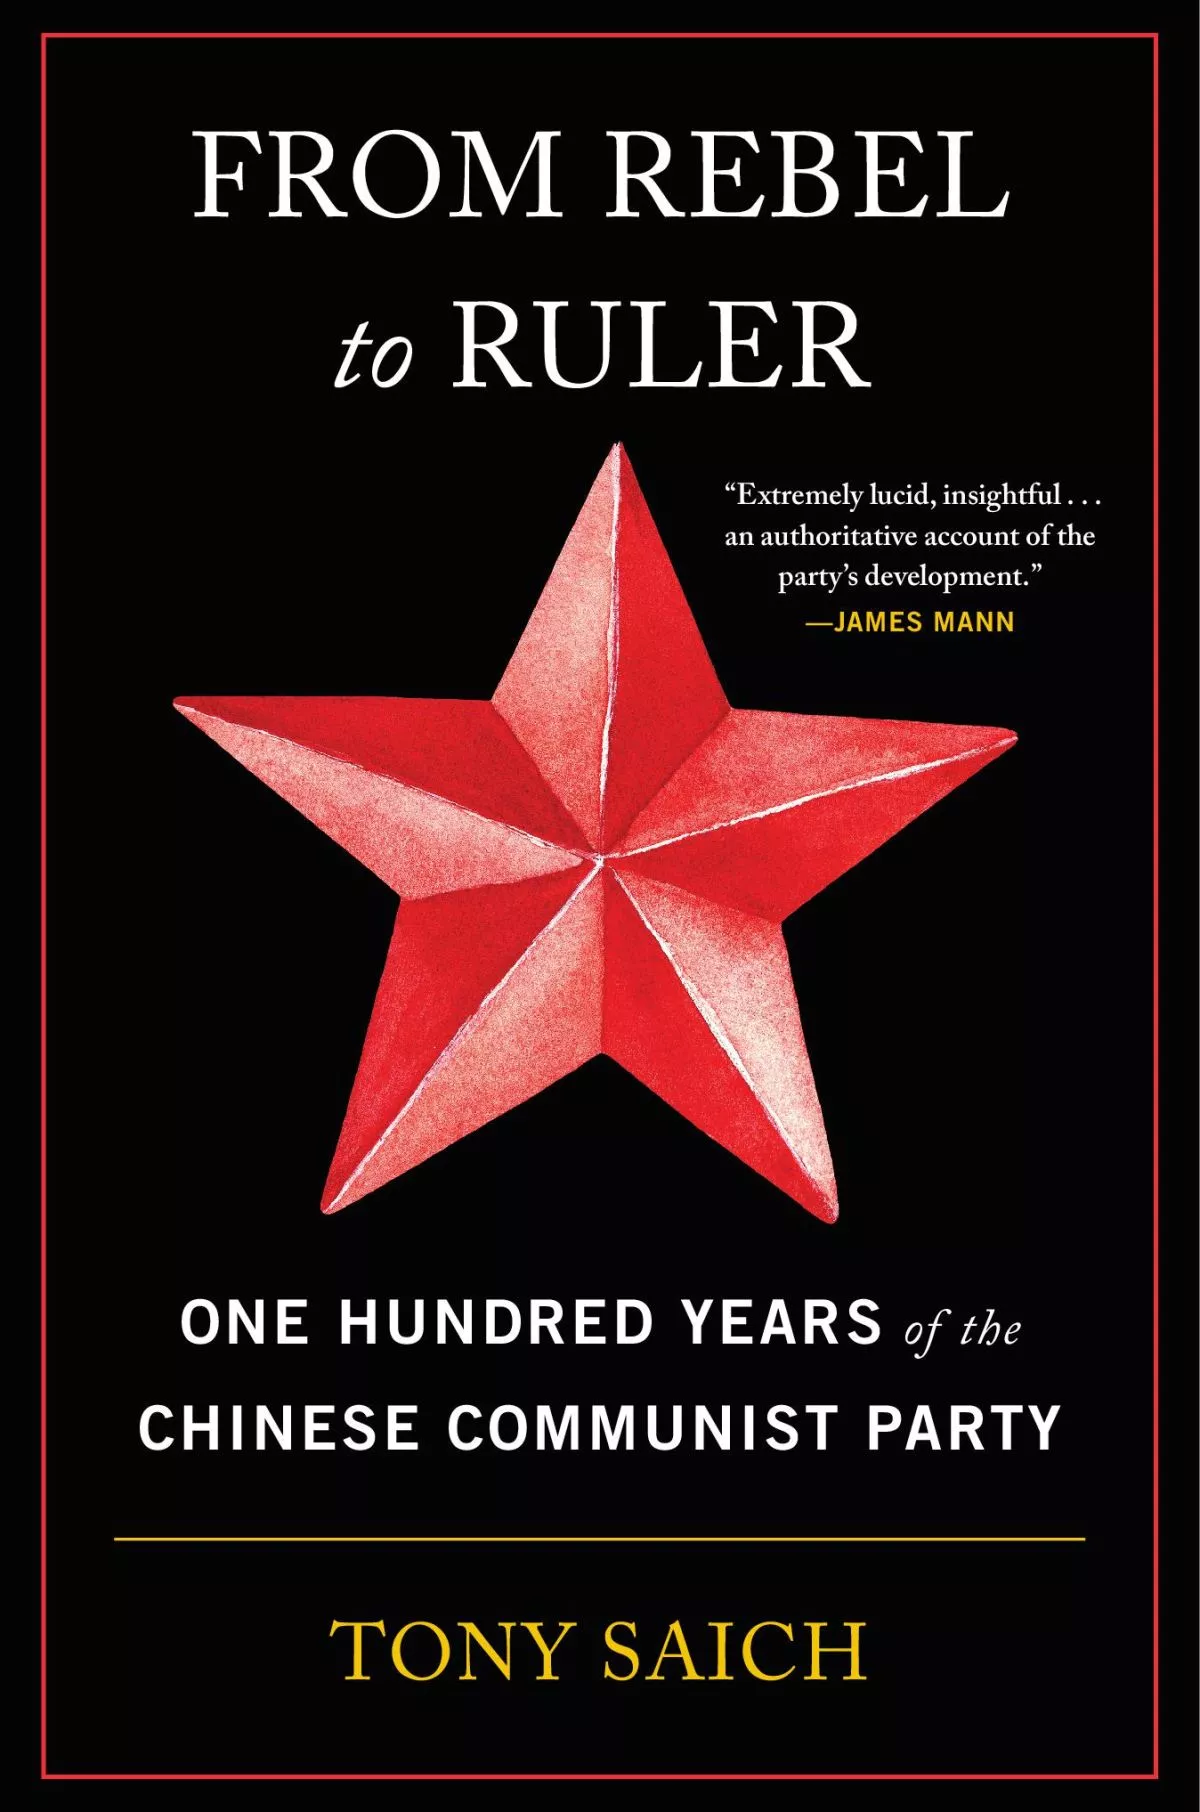 FROM REBEL
to RULER
“Extremely lucid, insightful . . .
an authoritative account of the
party’s development.”
—JAMES MANN
ONE HUNDRED YEARS of the
CHINESE COMMUNIST PARTY
TONY SAICH